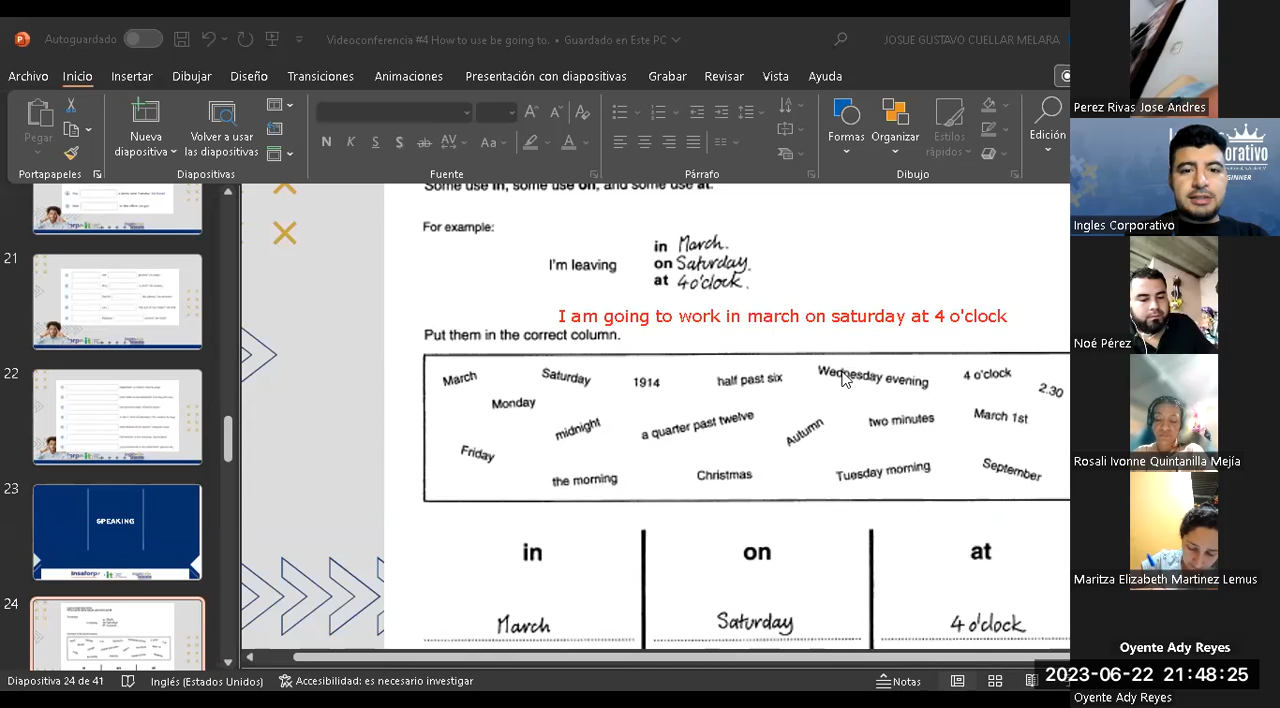 Autoguardado
Videoconferencia #4 How to use be going to. • Guardado en Este PC
JOSUE GUSTAVO CUELLAR MELARA
Archivo Inicio Insertar Dibujar Diseño Transiciones Animaciones Presentación con diapositivas Grabar Revisar Vista Ayuda
Pegar
Nueva diapositiva
Volver a usar las diapositivas
Formas
Organizar
Estilos rápidos
Edición
Portapapeles
Diapositivas
Fuente
Párrafo
Dibujo
21
22
23
SPEAKING
24
Some use in, some use on, and some use at.
For example:
I'm leaving
in March.
on Saturday.
at 4 o'clock.
I am going to work in march on saturday at 4 o'clock
Put them in the correct column.
March Saturday 1914 half past six Wednesday evening 4 o'clock 2.30
Monday midnight a quarter past twelve Autumn two minutes March 1st
Friday the morning Christmas Tuesday morning September
in on at
March Saturday 4 o'clock
Diapositiva 24 de 41
Inglés (Estados Unidos)
Accesibilidad: es necesario investigar
Notas
Perez Rivas Jose Andres
Ingles Corporativo
Noé Pérez
Rosali Ivonne Quintanilla Mejía
Maritza Elizabeth Martinez Lemus
Oyente Ady Reyes
2023-06-22 21:48:25
Oyente Ady Reyes